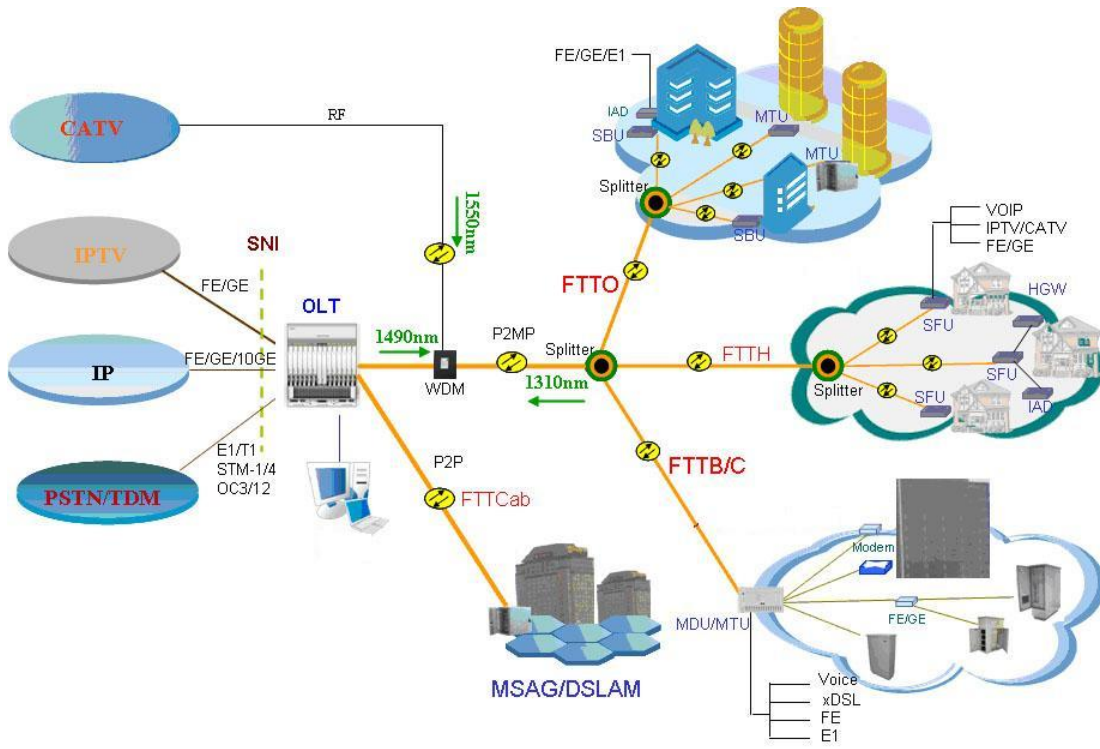 FE/GE/E1
CATV
RF
IAD
SBU
MTU
MTU
Splitter
SBU
1550nm
VOIP
IPTV/CATV
FE/GE
IPTV
SNI
FE/GE
OLT
FTTO
HGW
SFU
1490nm
P2MP
Splitter
FTTH
IP
FE/GE/10GE
WDM
1310nm
Splitter
SFU
SFU
IAD
E1/T1
STM-1/4
OC3/12
PSTN/TDM
P2P
FTTCab
FTTB/C
Modem
MDU/MTU
FE/GE
MSAG/DSLAM
Voice
xDSL
FE
E1